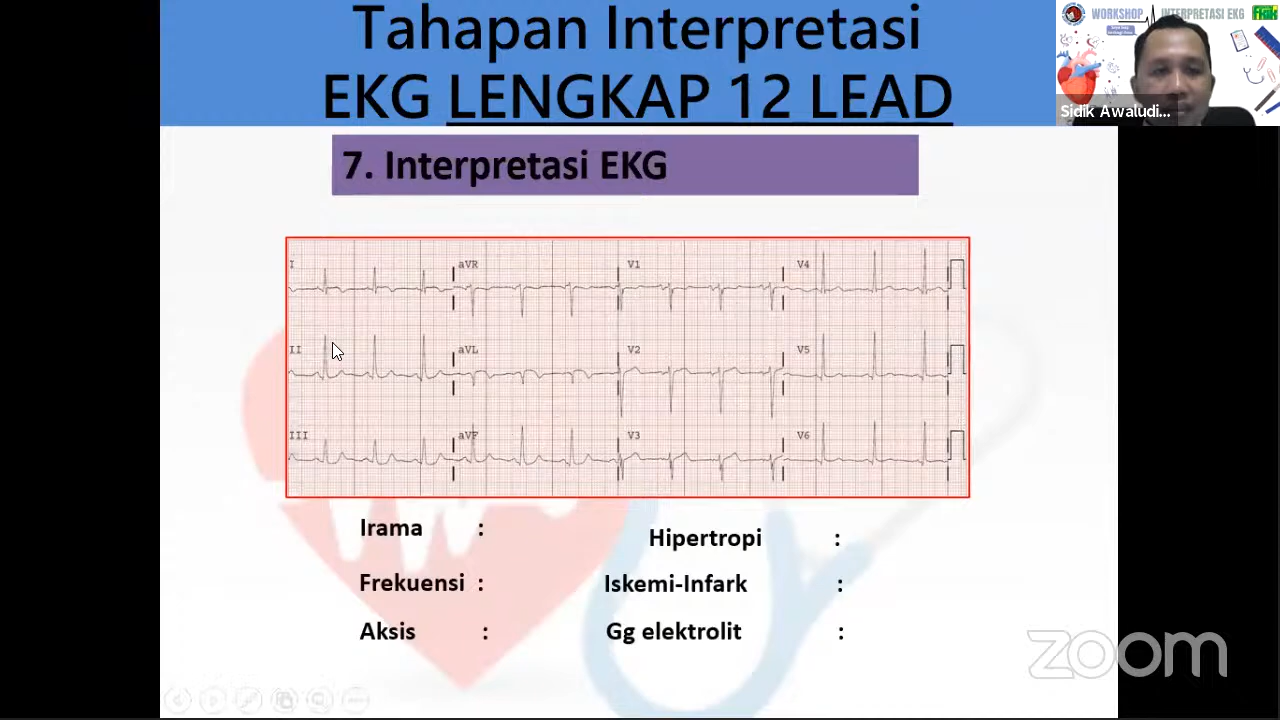 Tahapan Interpretasi
EKG LENGKAP 12 LEAD
WORKSHOP INTERPRETASI EKG
Sidik Awaludi...
7. Interpretasi EKG
I aVR V1 V4
II aVL V2 V5
III aVF V3 V6
Irama :
Frekuensi :
Aksis :
Hipertropi :
Iskemi-Infark :
Gg elektrolit :
zoom